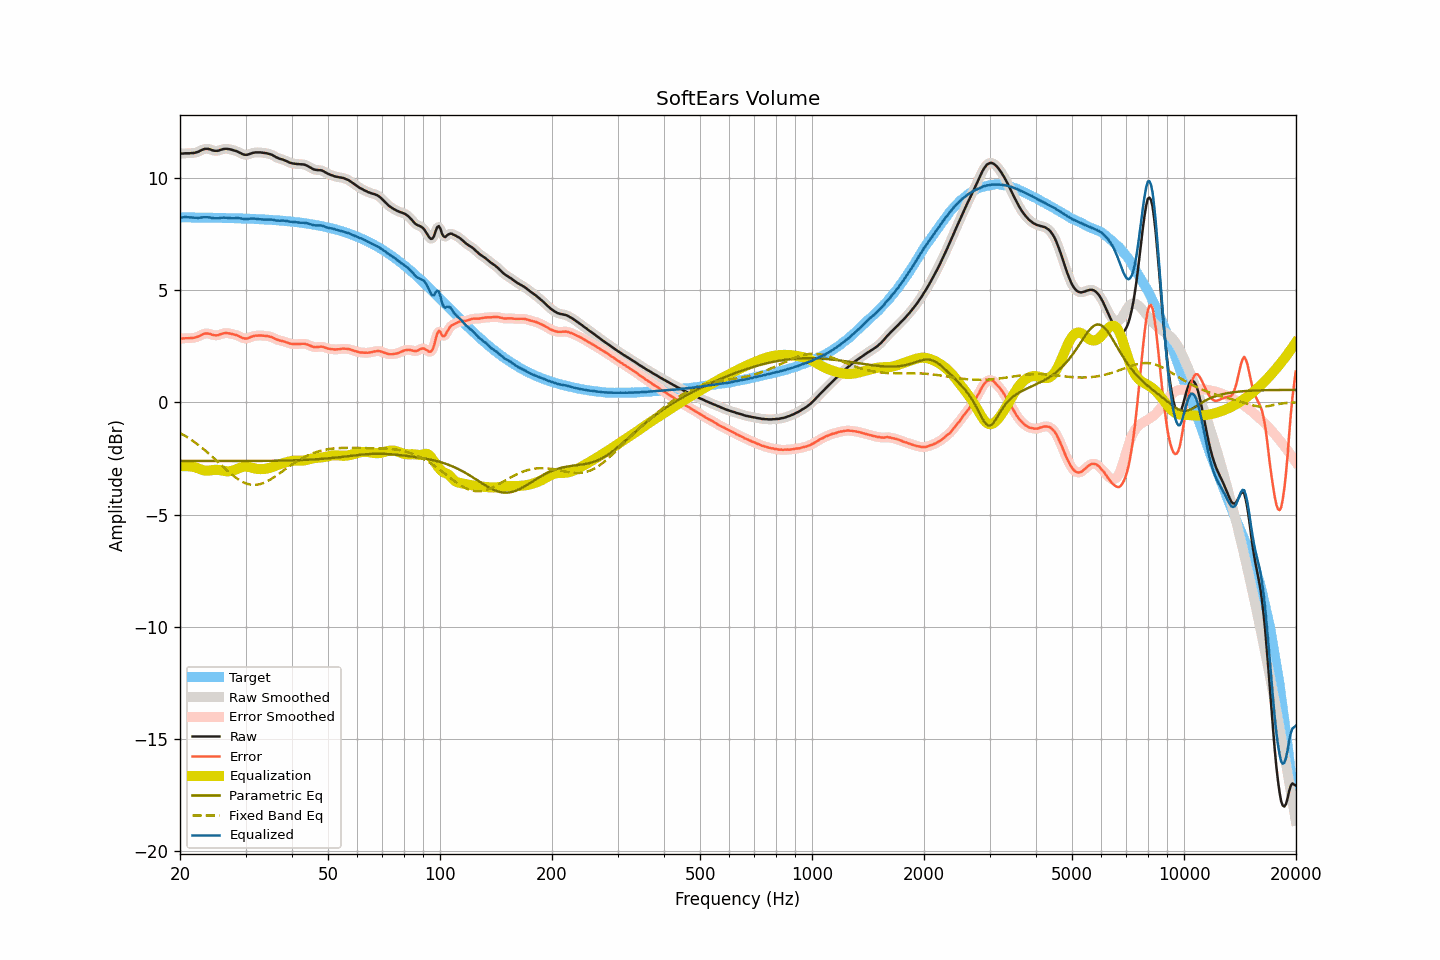 SoftEars Volume
Amplitude (dBr)
10
5
0
−5
−10
−15
−20
Target
Raw Smoothed
Error Smoothed
Raw
Error
Equalization
Parametric Eq
Fixed Band Eq
Equalized
20 50 100 200 500 1000 2000 5000 10000 20000
Frequency (Hz)